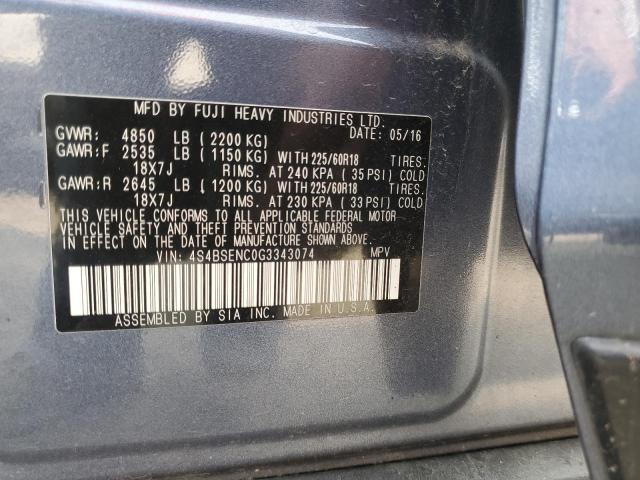 MFD BY FUJI HEAVY INDUSTRIES LTD.
GVWR: 4850 LB ( 2200 KG) DATE: 05/16
GAWR:F 2535 LB ( 1150 KG) WITH 225/60R18 TIRES.
18X7J RIMS. AT 240 KPA ( 35 PSI) COLD
GAWR:R 2645 LB ( 1200 KG) WITH 225/60R18 TIRES.
18X7J RIMS. AT 230 KPA ( 33 PSI) COLD
THIS VEHICLE CONFORMS TO ALL APPLICABLE FEDERAL MOTOR
VEHICLE SAFETY AND THEFT PREVENTION STANDARDS
IN EFFECT ON THE DATE OF MANUFACTURE SHOWN ABOVE.
VIN: 4S4BSENC0G3343074 MPV
ASSEMBLED BY SIA INC. MADE IN U.S.A.